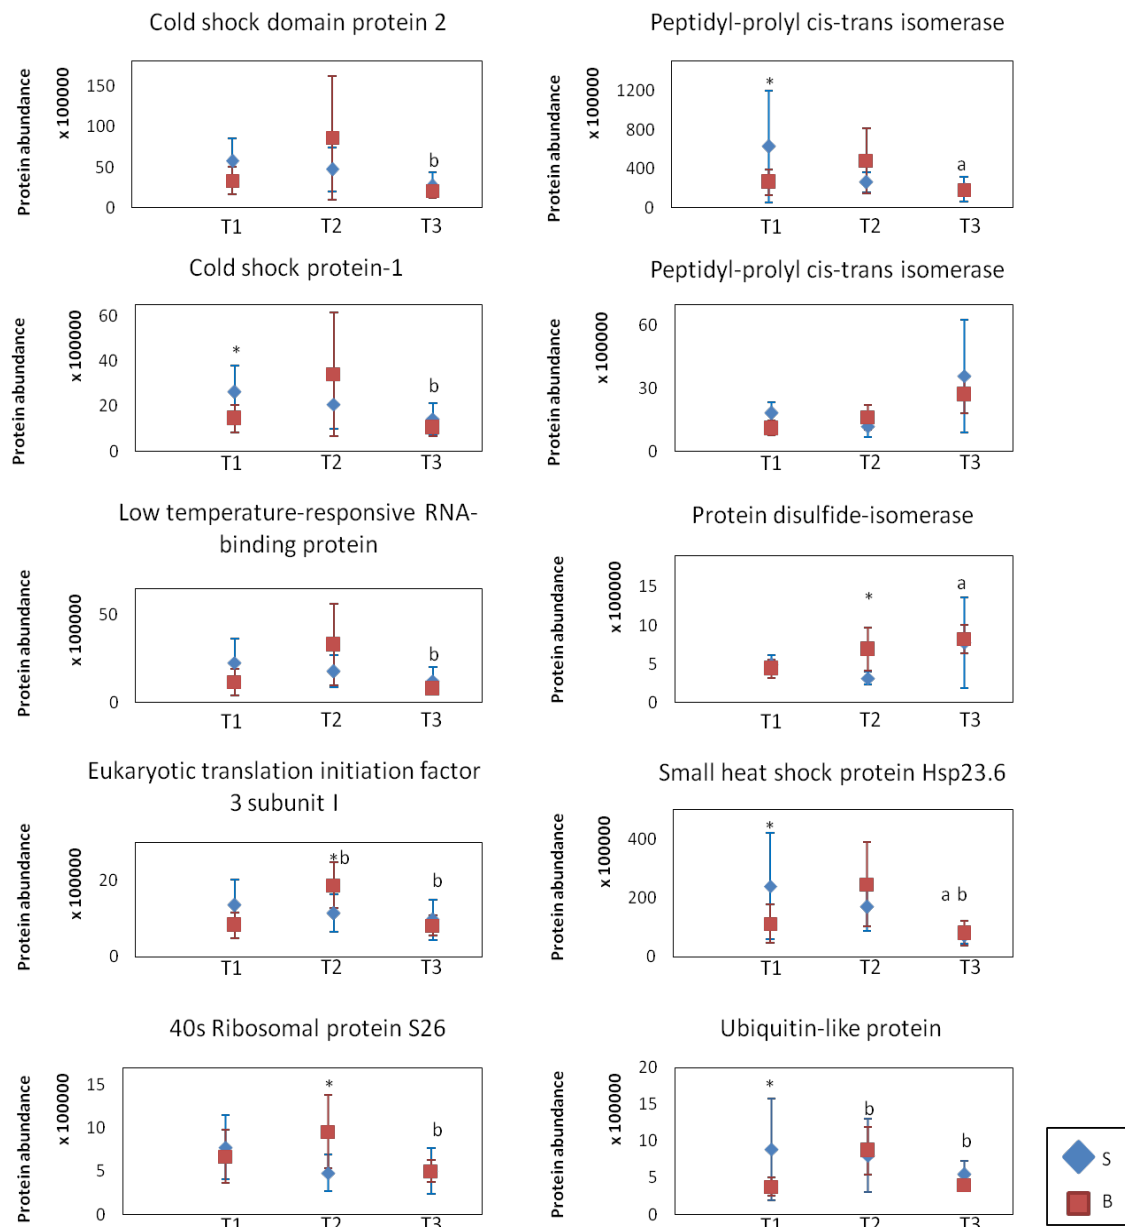 Cold shock domain protein 2
Protein abundance
x 100000
150
100
50
0
b
T1 T2 T3
Peptidyl-prolyl cis-trans isomerase
Protein abundance
x 100000
1200
800
400
0
*
a
T1 T2 T3
Cold shock protein-1
Protein abundance
x 100000
60
40
20
0
*
b
T1 T2 T3
Peptidyl-prolyl cis-trans isomerase
Protein abundance
x 100000
60
30
0
T1 T2 T3
Low temperature-responsive RNA-
binding protein
Protein abundance
x 100000
50
0
b
T1 T2 T3
Protein disulfide-isomerase
Protein abundance
x 100000
15
10
5
0
*
a
T1 T2 T3
Eukaryotic translation initiation factor
3 subunit I
Protein abundance
x 100000
20
0
*b
b
T1 T2 T3
Small heat shock protein Hsp23.6
Protein abundance
x 100000
400
200
0
*
a b
T1 T2 T3
40s Ribosomal protein S26
Protein abundance
x 100000
15
10
5
0
*
b
T1 T2 T3
Ubiquitin-like protein
Protein abundance
x 100000
20
15
10
5
0
*
b
b
T1 T2 T3
S
B